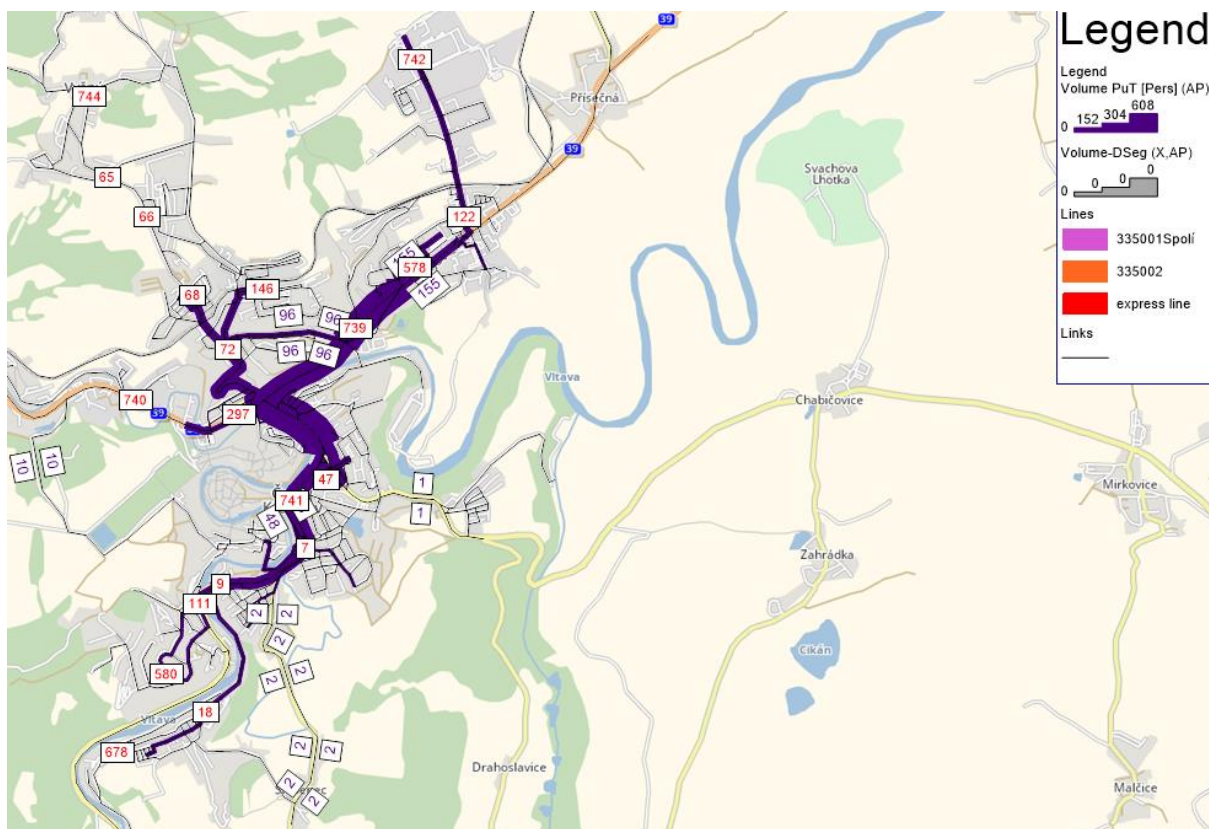 Legend
Legend
Volume PuT [Pers] (AP)
0 152 304 608
Volume-DSeg (X,AP)
0 0 0 0
Lines
335001Spolí
335002
express line
Links
39
742
744
Přísečná
39
65
Svachova
Lhotka
66
122
578
155
68
146
96
96
739
72
96
96
Vltava
740
39
297
Chabičovice
10
10
47
1
Mirkovice
741
1
48
7
Zahrádka
9
111
2
2
2
580
2
2
Cikán
18
Vltava
678
2
2
Drahoslavice
2
2
Malčice